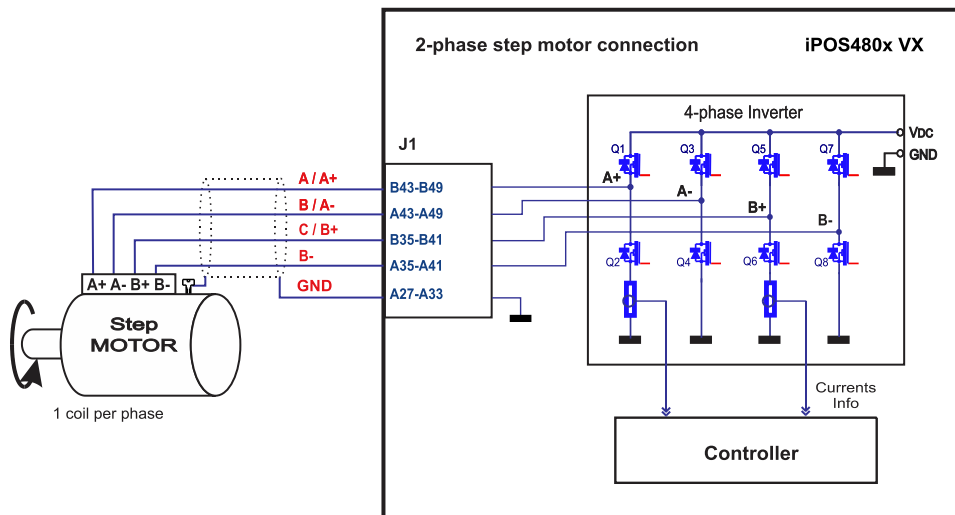 2-phase step motor connection
iPOS480x VX
4-phase Inverter
VDC
GND
Q1
Q3
Q5
Q7
J1
A / A+
B43-B49
A+
B / A-
A43-A49
A-
C / B+
B35-B41
B+
B-
A35-A41
B-
Q2
Q4
Q6
Q8
GND
A27-A33
A+ A- B+ B-
Step
MOTOR
1 coil per phase
Currents
Info
Controller